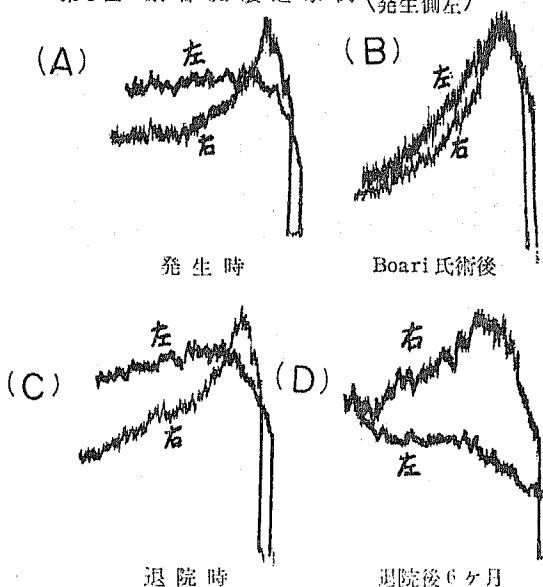 (発生側左)
(A) 左 右
(B) 左 右
発生時
Boari氏術後
(C) 左 右
(D) 右 左
退院時
退院後6ヶ月